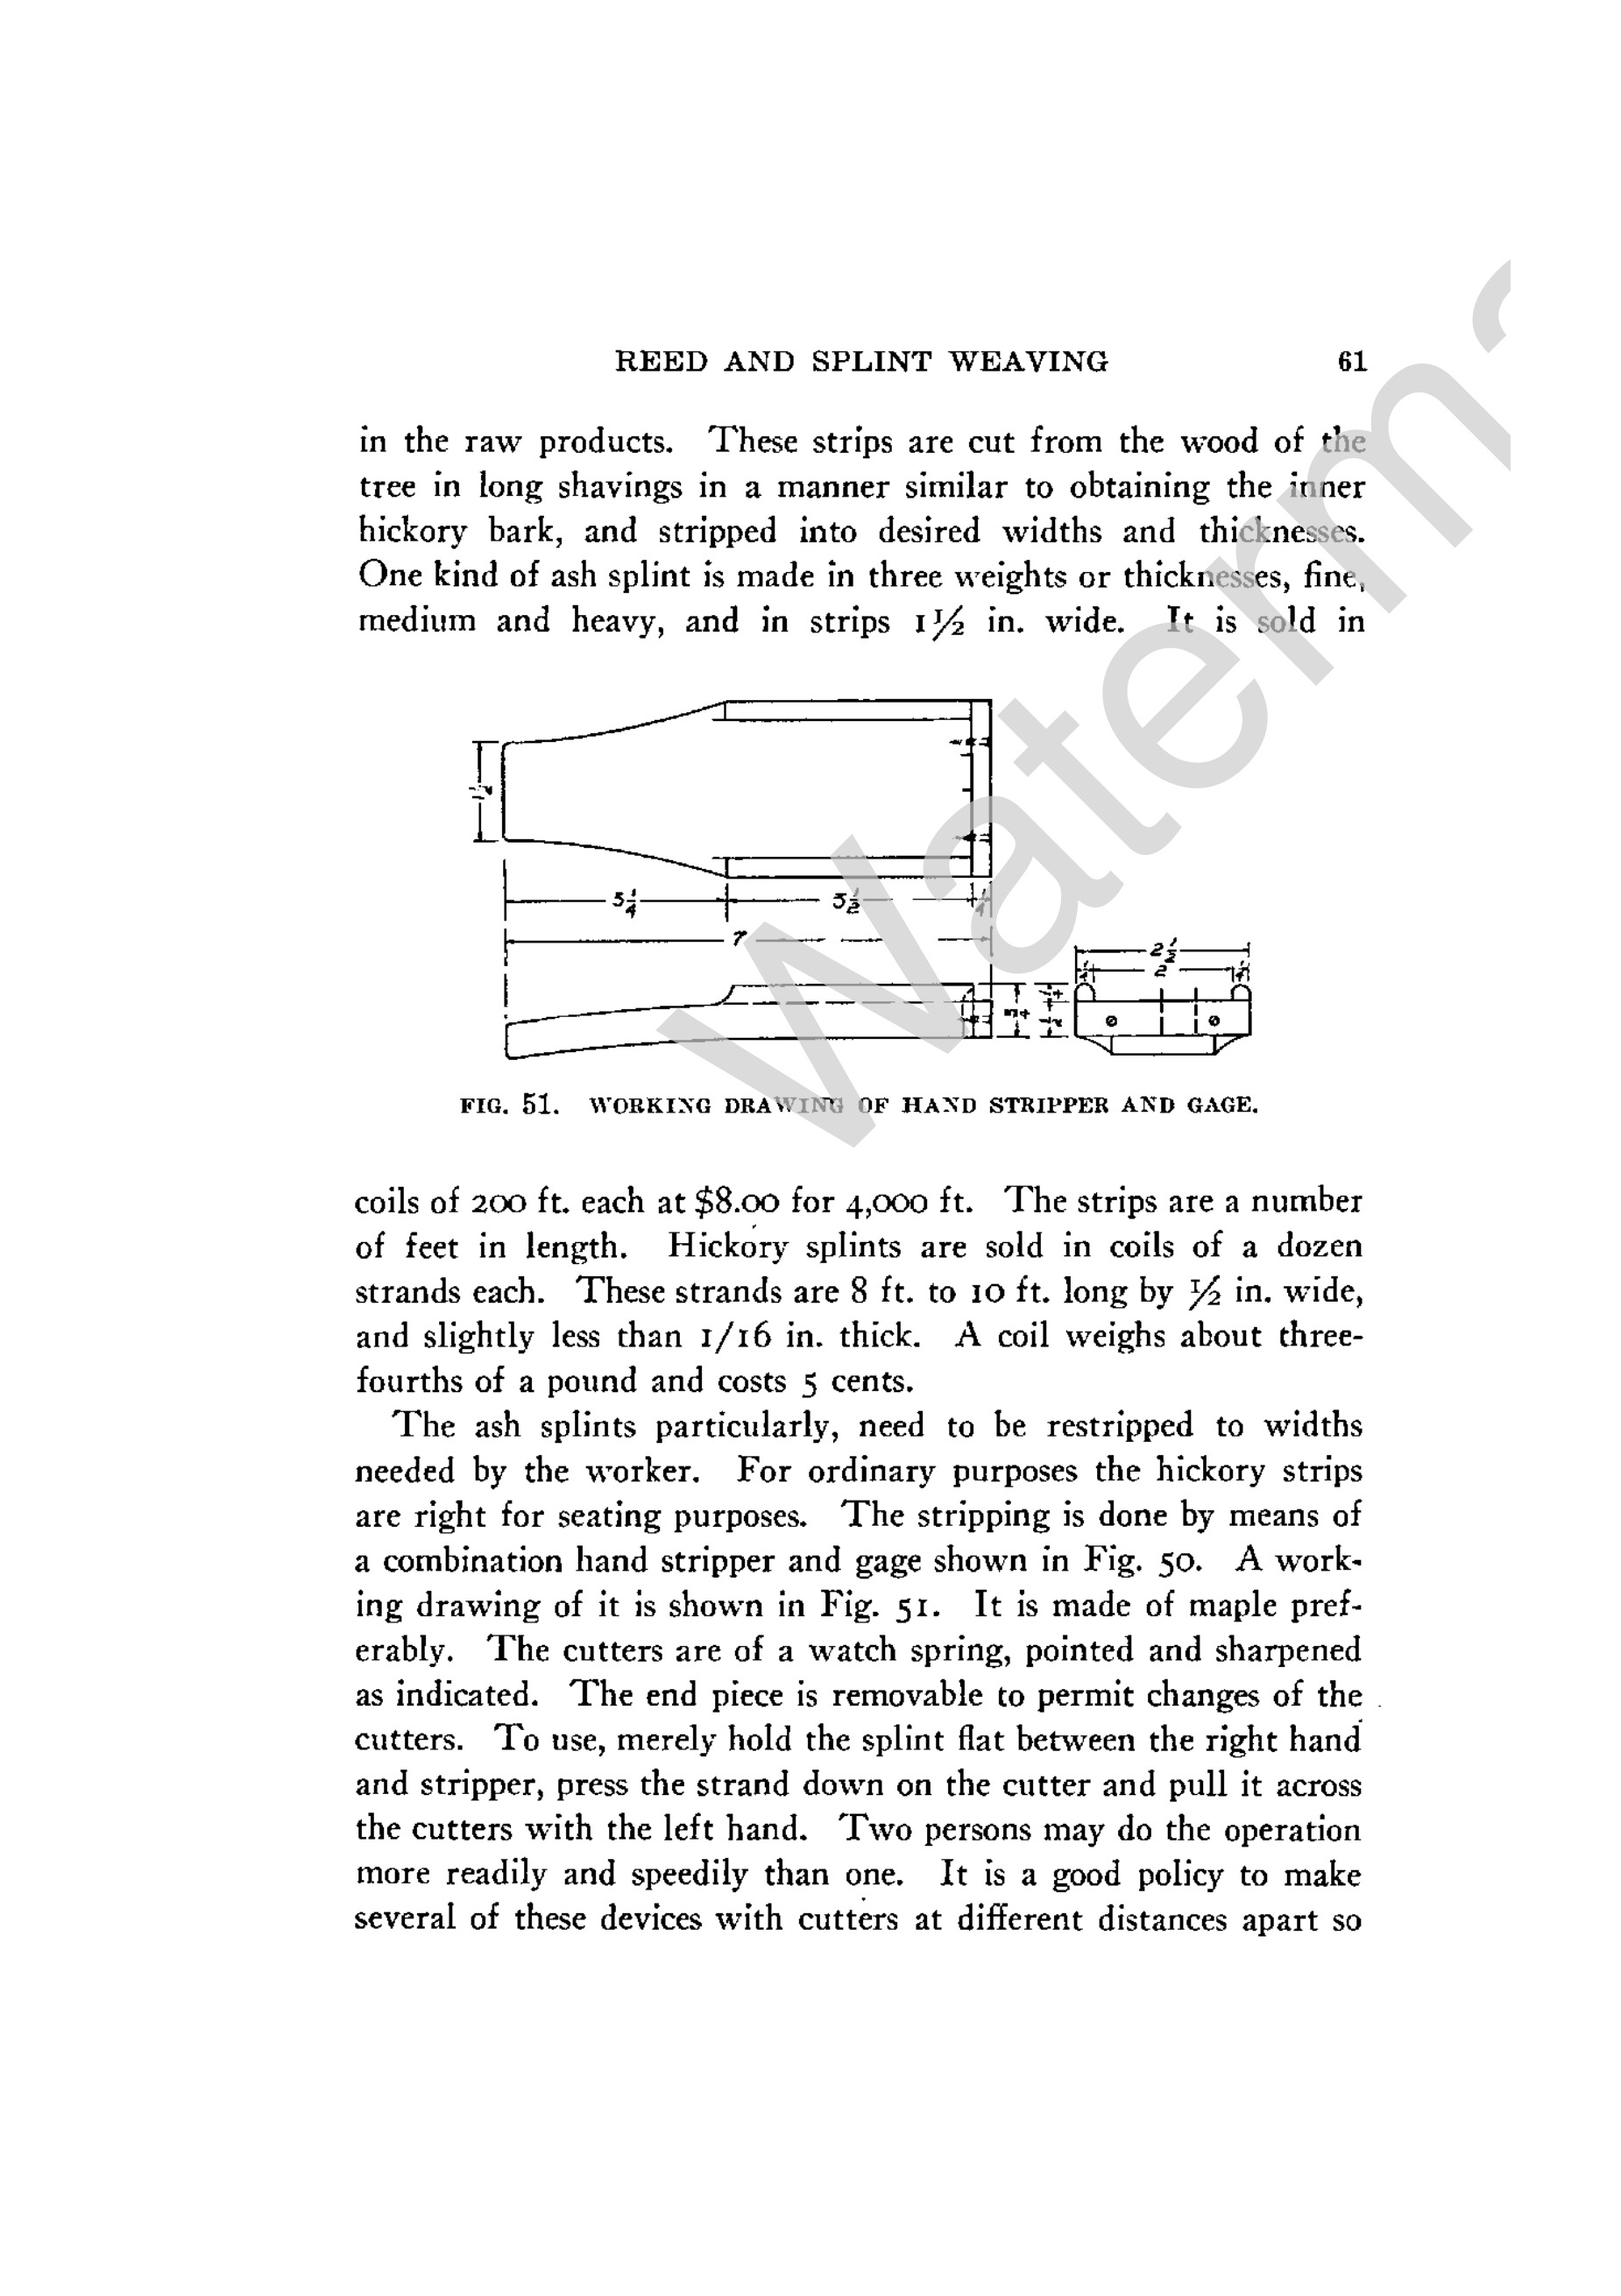 REED AND SPLINT WEAVING 61
in the raw products. These strips are cut from the wood of the
tree in long shavings in a manner similar to obtaining the inner
hickory bark, and stripped into desired widths and thicknesses.
One kind of ash splint is made in three weights or thicknesses, fine,
medium and heavy, and in strips 1½ in. wide. It is sold in
3¼ 3½
7
2½
2
FIG. 51. WORKING DRAWING OF HAND STRIPPER AND GAGE.
coils of 200 ft. each at $8.00 for 4,000 ft. The strips are a number
of feet in length. Hickory splints are sold in coils of a dozen
strands each. These strands are 8 ft. to 10 ft. long by ½ in. wide,
and slightly less than 1/16 in. thick. A coil weighs about three-
fourths of a pound and costs 5 cents.
The ash splints particularly, need to be restripped to widths
needed by the worker. For ordinary purposes the hickory strips
are right for seating purposes. The stripping is done by means of
a combination hand stripper and gage shown in Fig. 50. A work-
ing drawing of it is shown in Fig. 51. It is made of maple pref-
erably. The cutters are of a watch spring, pointed and sharpened
as indicated. The end piece is removable to permit changes of the
cutters. To use, merely hold the splint flat between the right hand
and stripper, press the strand down on the cutter and pull it across
the cutters with the left hand. Two persons may do the operation
more readily and speedily than one. It is a good policy to make
several of these devices with cutters at different distances apart so
Waterm